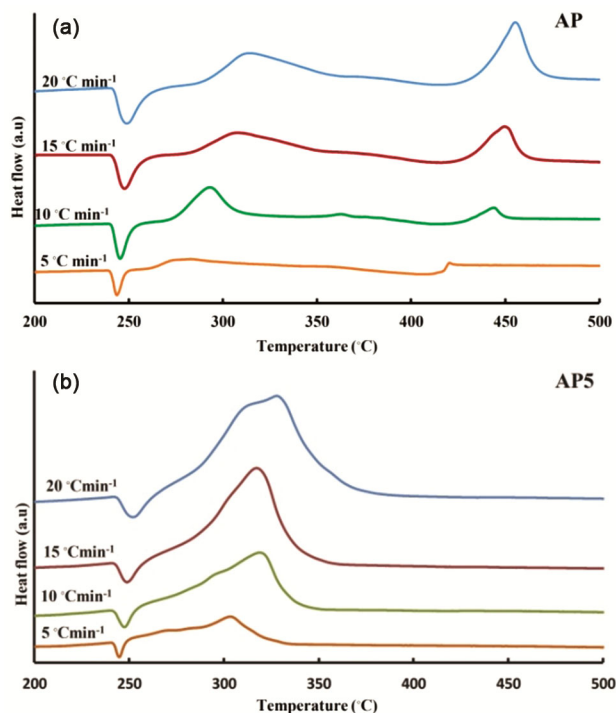 (a)
AP
20 °C min-1
15 °C min-1
10 °C min-1
5 °C min-1
Heat flow (a.u)
200 250 300 350 400 450 500
Temperature (°C)
(b)
AP5
20 °Cmin-1
15 °Cmin-1
10 °Cmin-1
5 °Cmin-1
Heat flow (a.u)
200 250 300 350 400 450 500
Temperature (°C)